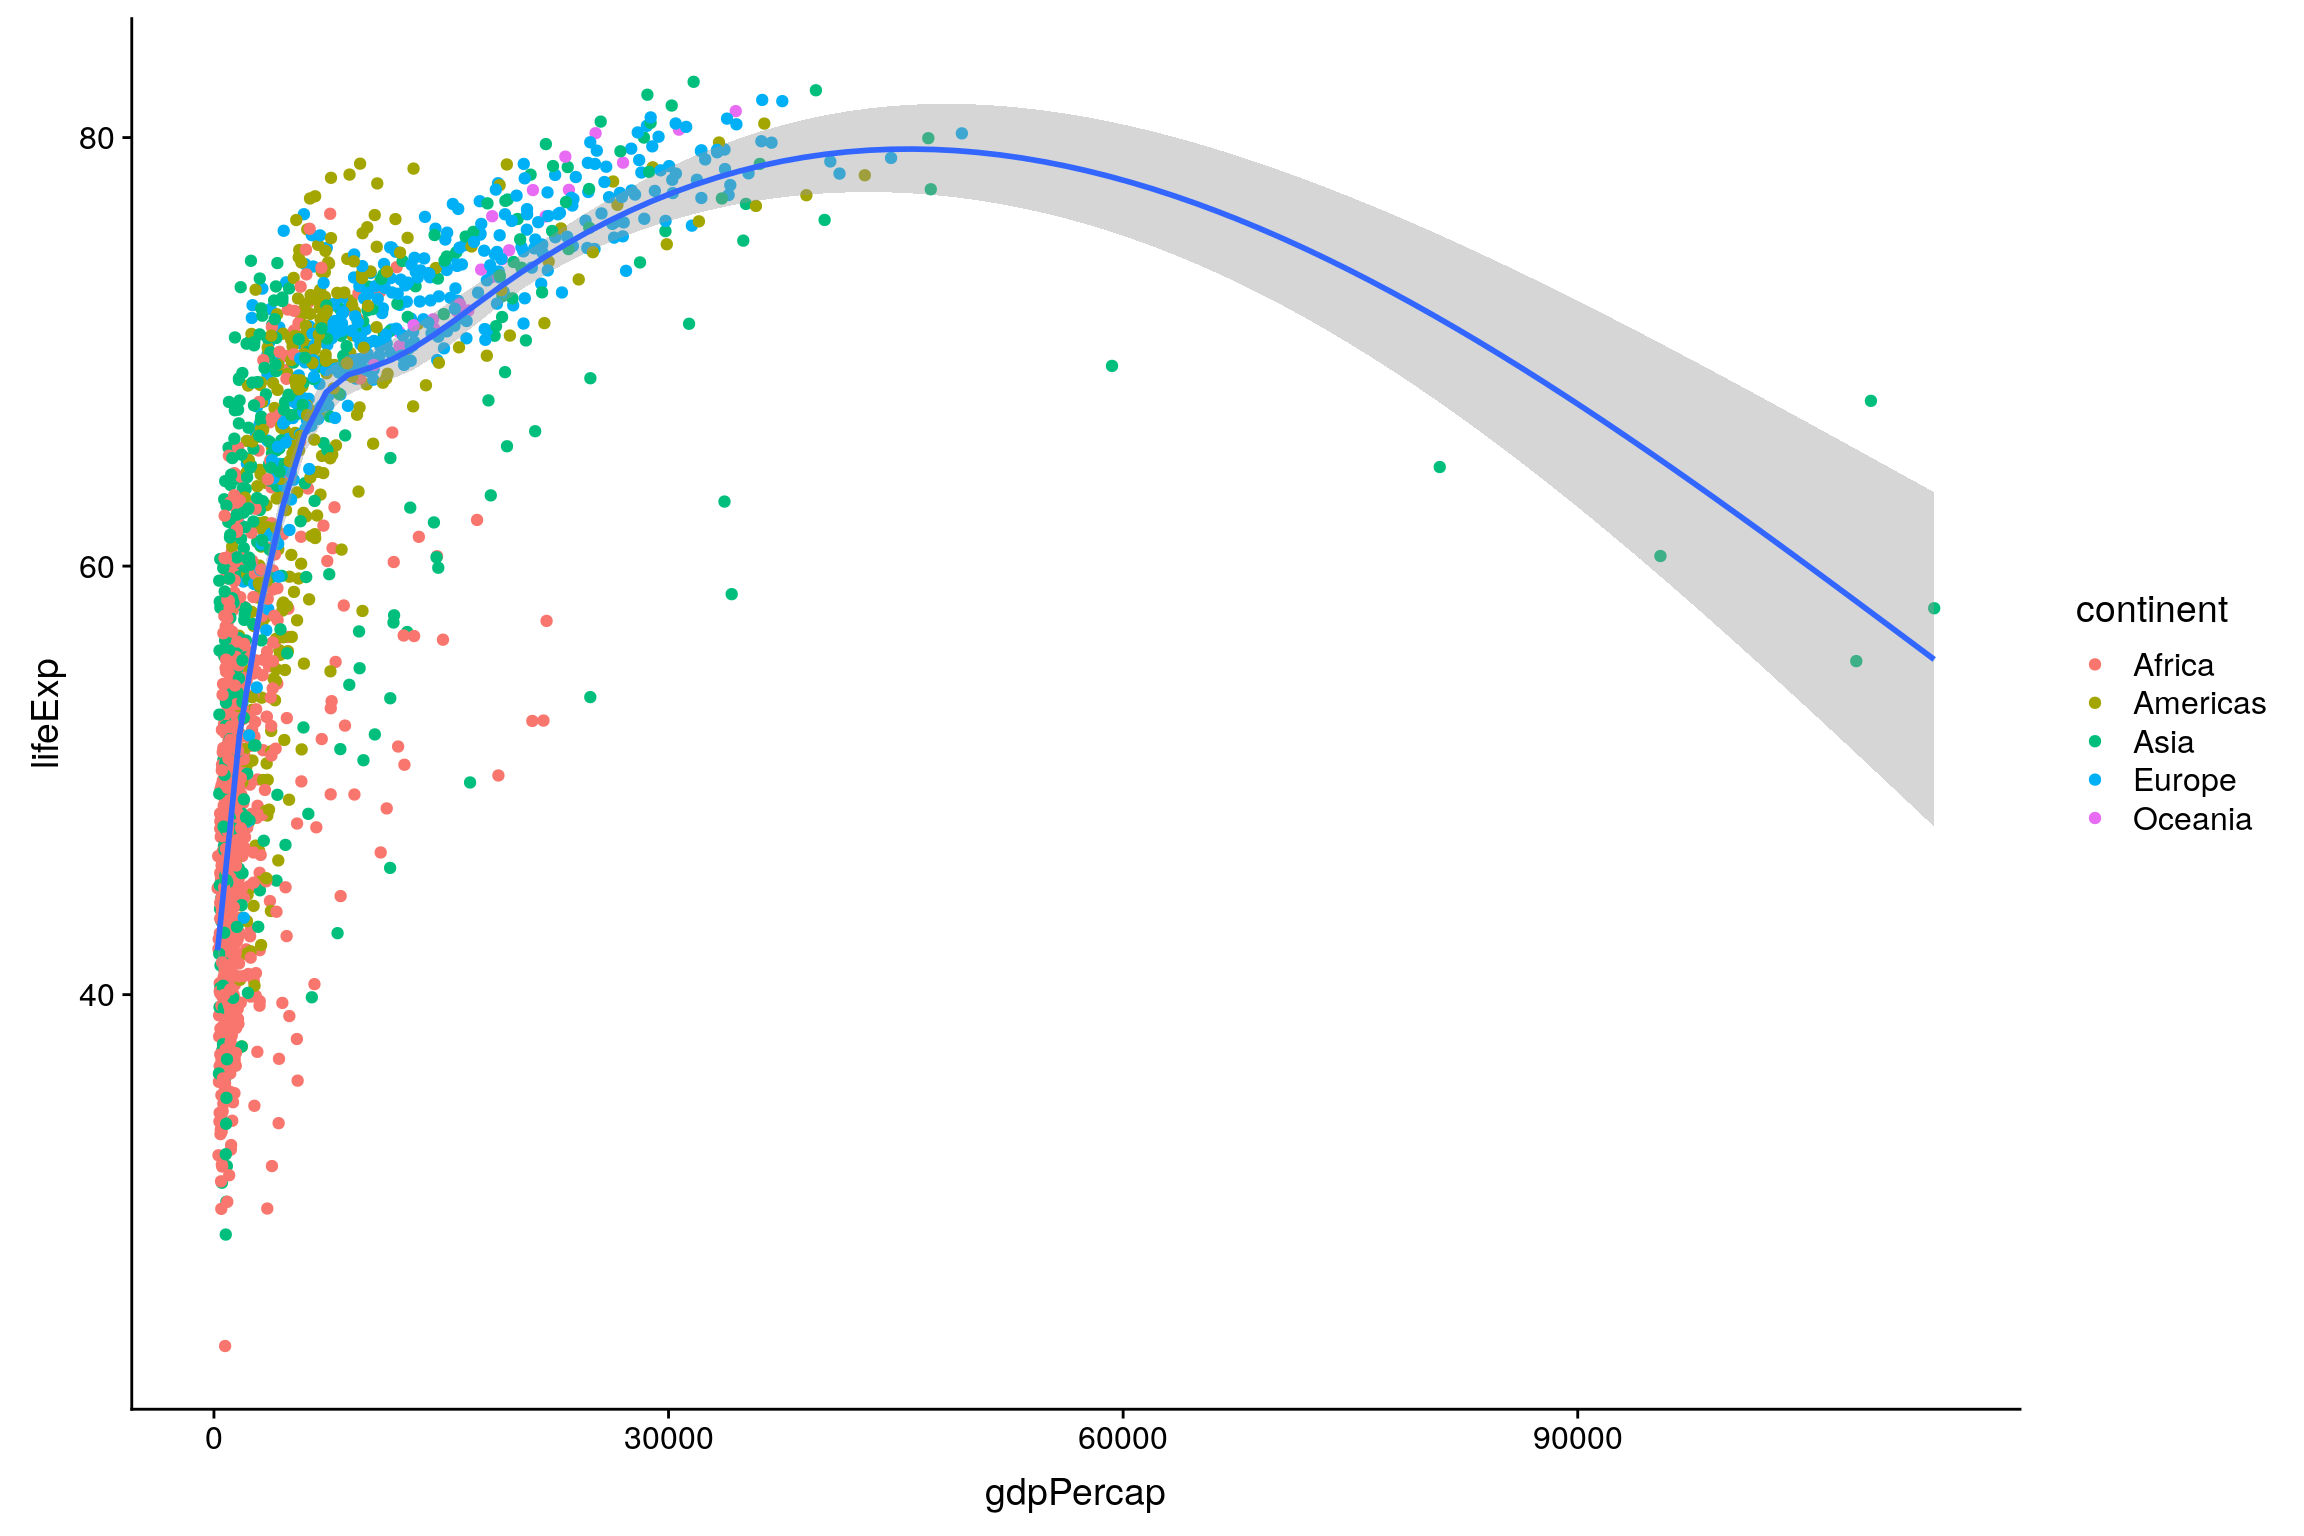 80
60
40
lifeExp
0
30000
60000
90000
gdpPercap
continent
Africa
Americas
Asia
Europe
Oceania